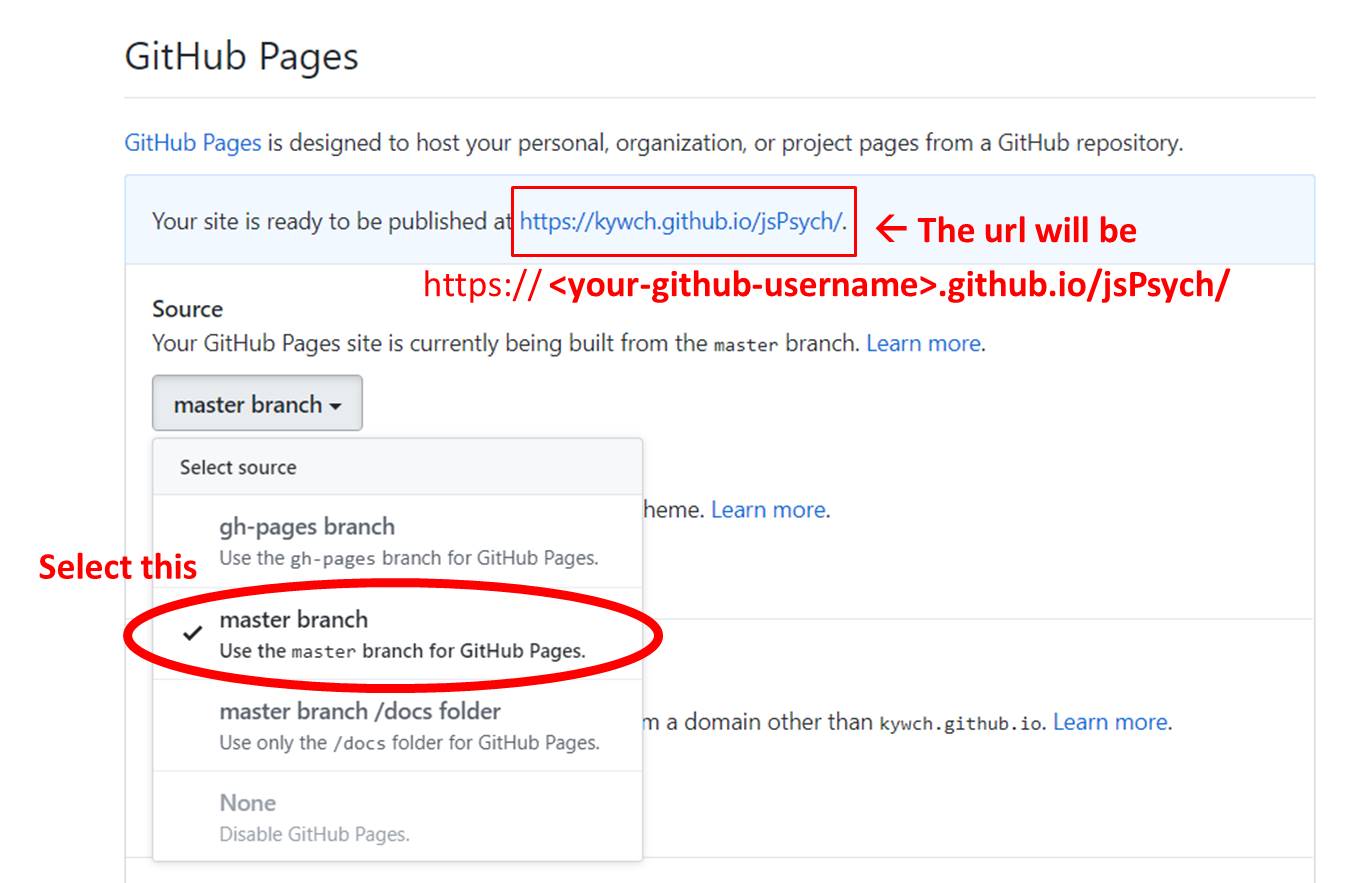 GitHub Pages
GitHub Pages is designed to host your personal, organization, or project pages from a GitHub repository.
Your site is ready to be published at https://kywch.github.io/jsPsych/.
← The url will be
https:// <your-github-username>.github.io/jsPsych/
Source
Your GitHub Pages site is currently being built from the master branch. Learn more.
master branch
Select source
heme. Learn more.
gh-pages branch
Use the gh-pages branch for GitHub Pages.
Select this
master branch
Use the master branch for GitHub Pages.
master branch /docs folder
m a domain other than kywch.github.io. Learn more.
Use only the /docs folder for GitHub Pages.
None
Disable GitHub Pages.